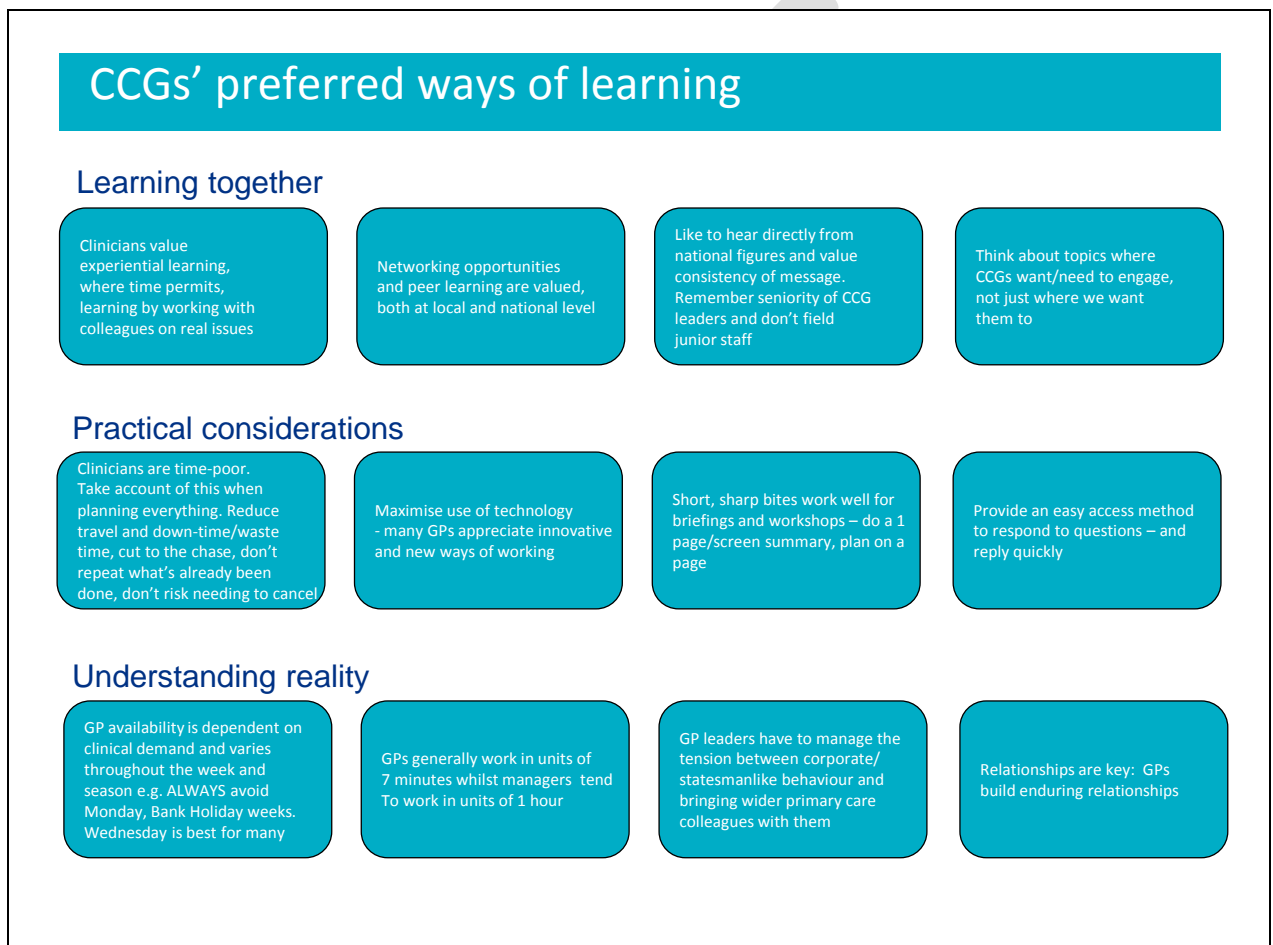 CCGs’ preferred ways of learning
Learning together
Clinicians value
experiential learning,
where time permits,
learning by working with
colleagues on real issues
Networking opportunities
and peer learning are valued,
both at local and national level
Like to hear directly from
national figures and value
consistency of message.
Remember seniority of CCG
leaders and don’t field
junior staff
Think about topics where
CCGs want/need to engage,
not just where we want
them to
Practical considerations
Clinicians are time-poor.
Take account of this when
planning everything. Reduce
travel and down-time/waste
time, cut to the chase, don’t
repeat what’s already been
done, don’t risk needing to cancel
Maximise use of technology
- many GPs appreciate innovative
and new ways of working
Short, sharp bites work well for
briefings and workshops – do a 1
page/screen summary, plan on a
page
Provide an easy access method
to respond to questions – and
reply quickly
Understanding reality
GP availability is dependent on
clinical demand and varies
throughout the week and
season e.g. ALWAYS avoid
Monday, Bank Holiday weeks.
Wednesday is best for many
GPs generally work in units of
7 minutes whilst managers tend
To work in units of 1 hour
GP leaders have to manage the
tension between corporate/
statesmanlike behaviour and
bringing wider primary care
colleagues with them
Relationships are key: GPs
build enduring relationships